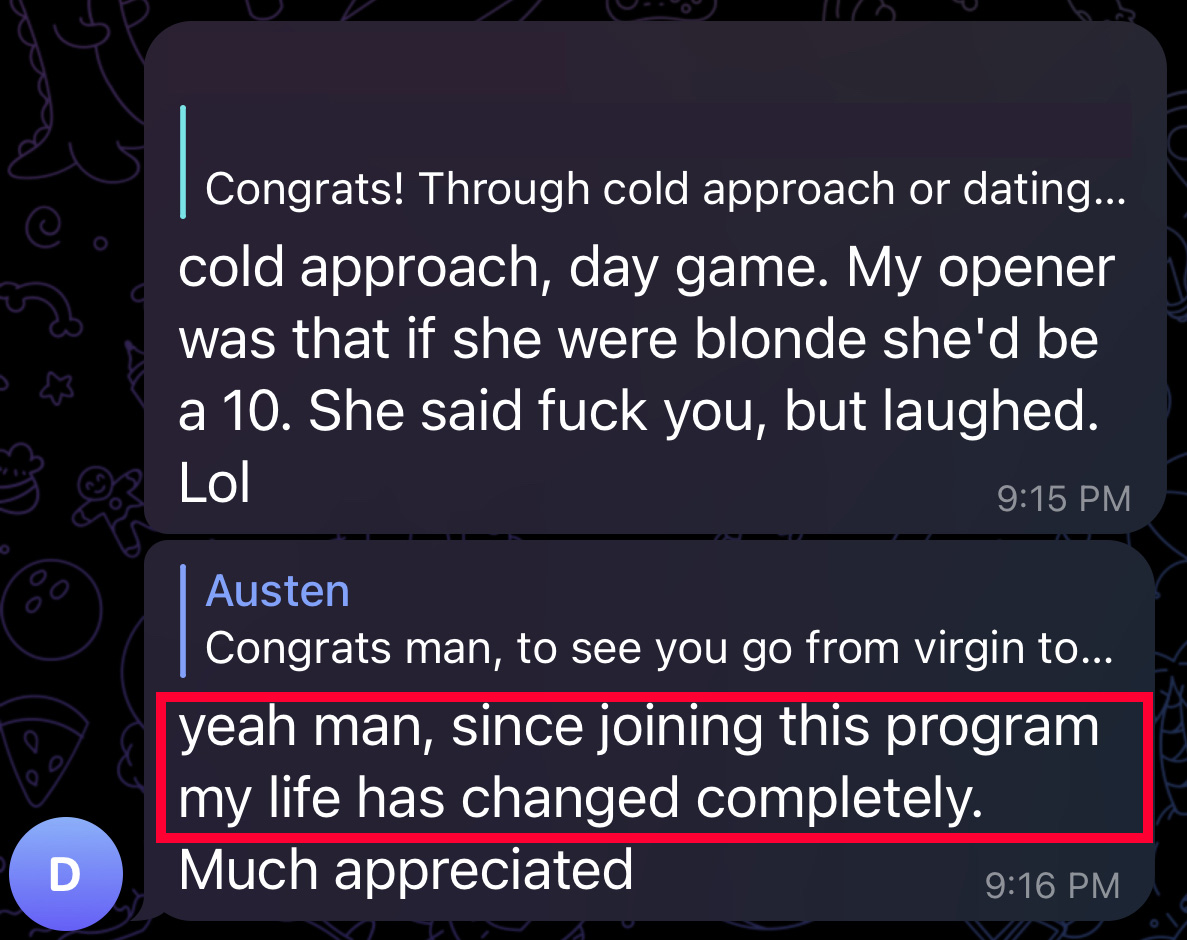 Congrats! Through cold approach or dating...
cold approach, day game. My opener
was that if she were blonde she'd be
a 10. She said fuck you, but laughed.
Lol
9:15 PM
Austen
Congrats man, to see you go from virgin to...
yeah man, since joining this program
my life has changed completely.
Much appreciated
9:16 PM
D